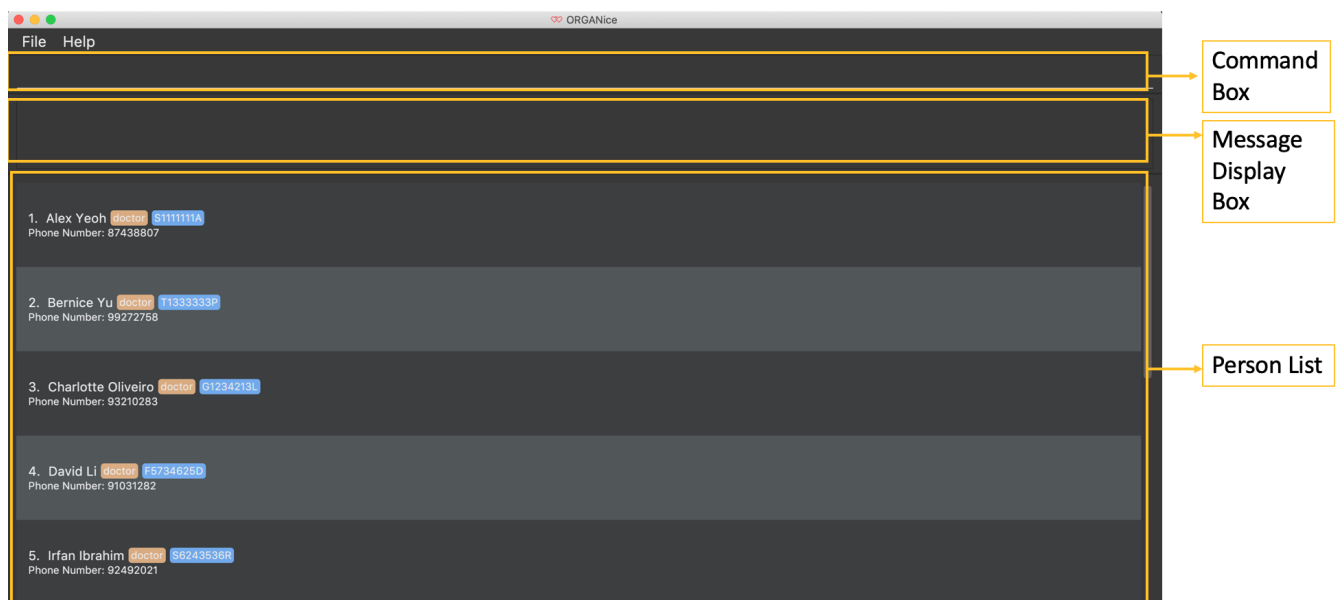 ORGANice
File Help
Command
Box
Message
Display
Box
1. Alex Yeoh doctor S1111111A
Phone Number: 87438807
2. Bernice Yu doctor T1333333P
Phone Number: 99272758
3. Charlotte Oliveiro doctor G1234213L
Phone Number: 93210283
Person List
4. David Li doctor F5734625D
Phone Number: 91031282
5. Irfan Ibrahim doctor S6243536R
Phone Number: 92492021